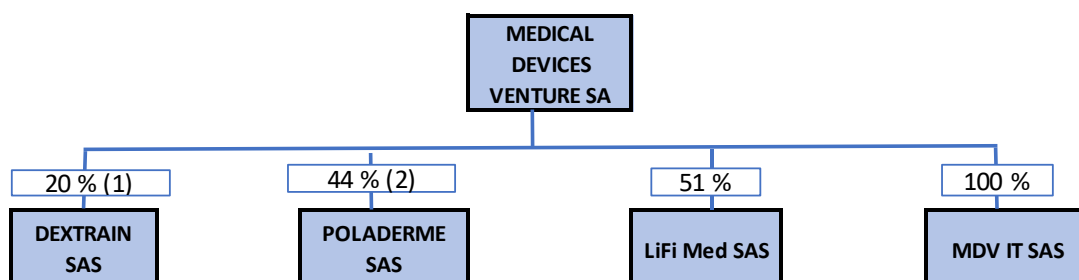 MEDICAL
DEVICES
VENTURE SA
20 % (1)
44 % (2)
51 %
100 %
DEXTRAIN
SAS
POLADERME
SAS
LiFi Med SAS
MDV IT SAS